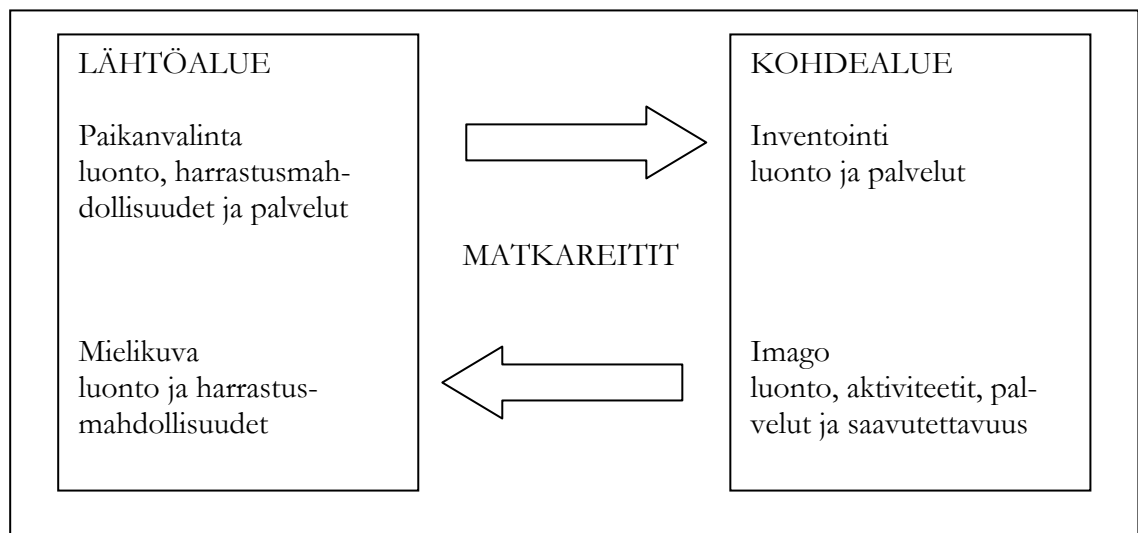 LÄHTÖALUE
Paikanvalinta
luonto, harrastusmah-
dollisuudet ja palvelut
Mielikuva
luonto ja harrastus-
mahdollisuudet
MATKAREITIT
KOHDEALUE
Inventointi
luonto ja palvelut
Imago
luonto, aktiviteetit, pal-
velut ja saavutettavuus